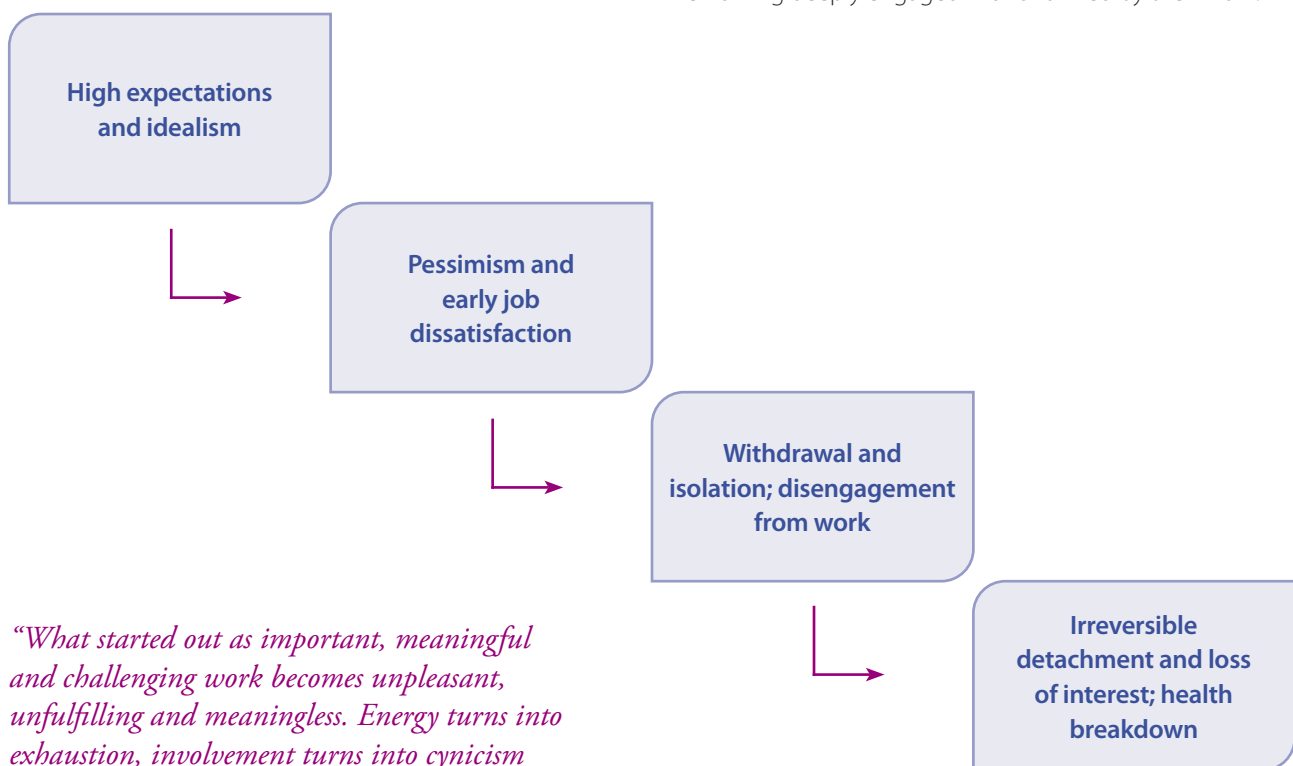 High expectations
and idealism
Pessimism and
early job
dissatisfaction
Withdrawal and
isolation; disengagement
from work
Irreversible
detachment and loss
of interest; health
breakdown
“What started out as important, meaningful
and challenging work becomes unpleasant,
unfulfilling and meaningless. Energy turns into
exhaustion, involvement turns into cynicism